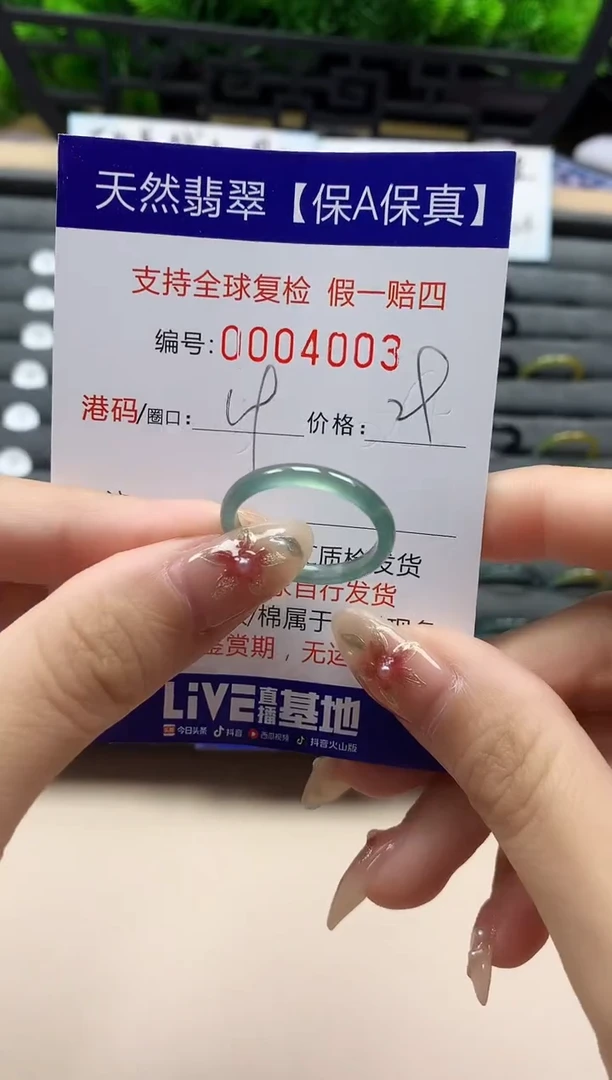 天然翡翠【保A保真】
支持全球复检 假一赔四
编号:0004003
港码/圈口: 价格:
质检发货
自行发货
/棉属于
鉴赏期，无运
LiVE直播基地
今日头条 抖音 西瓜视频 抖音火山版